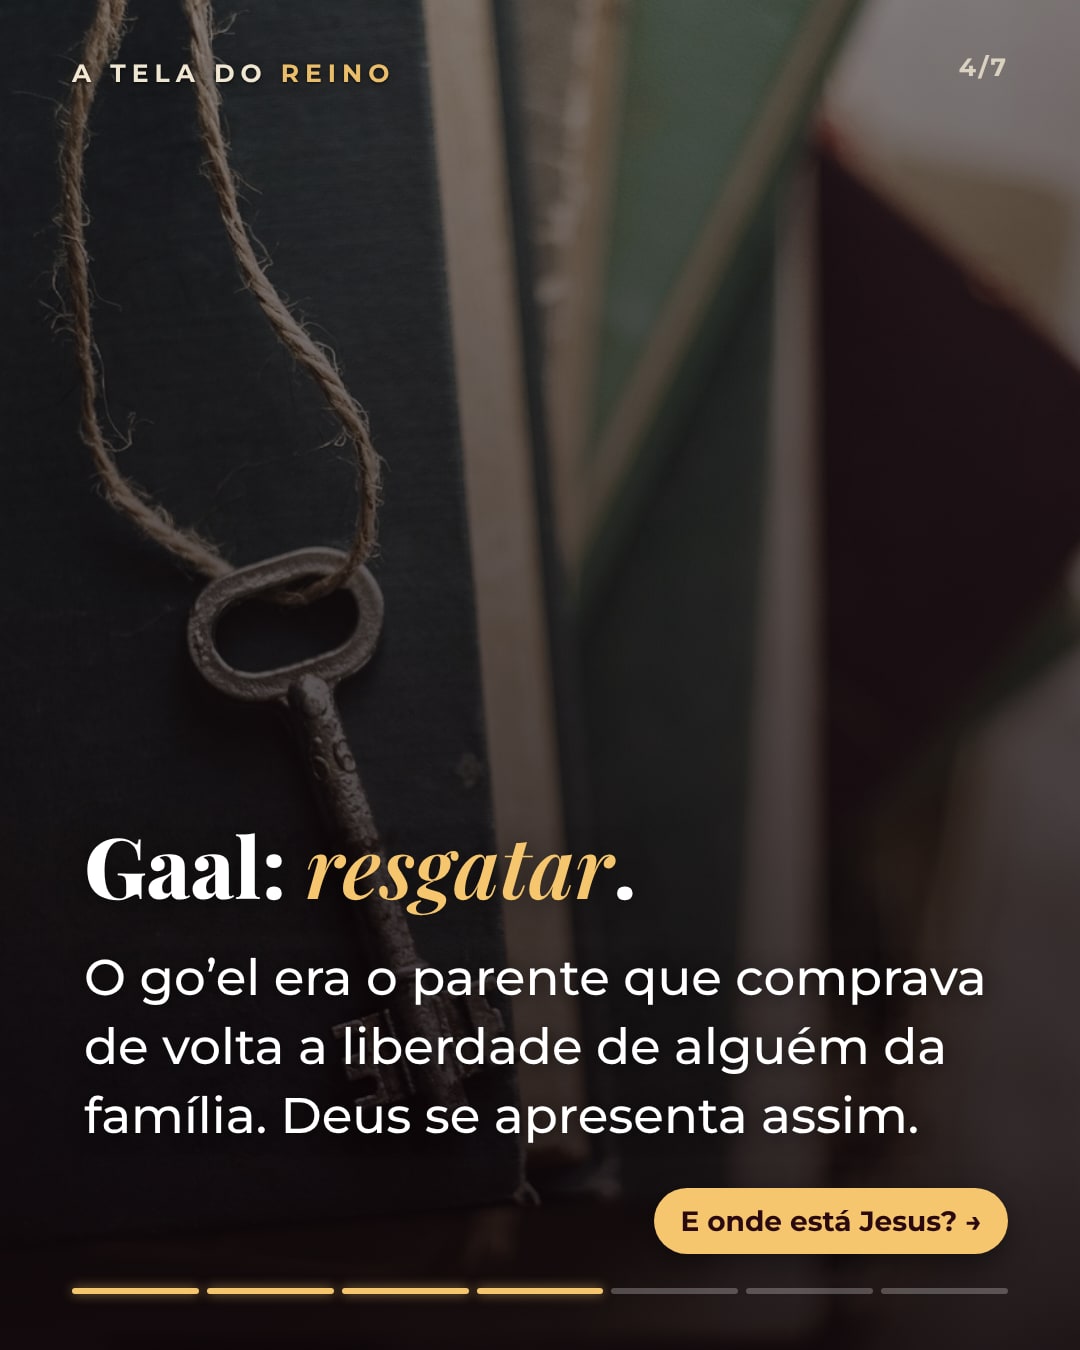 A TELA DO REINO
4/7
Gaal: resgatar.
O go’el era o parente que comprava
de volta a liberdade de alguém da
família. Deus se apresenta assim.
E onde está Jesus? →